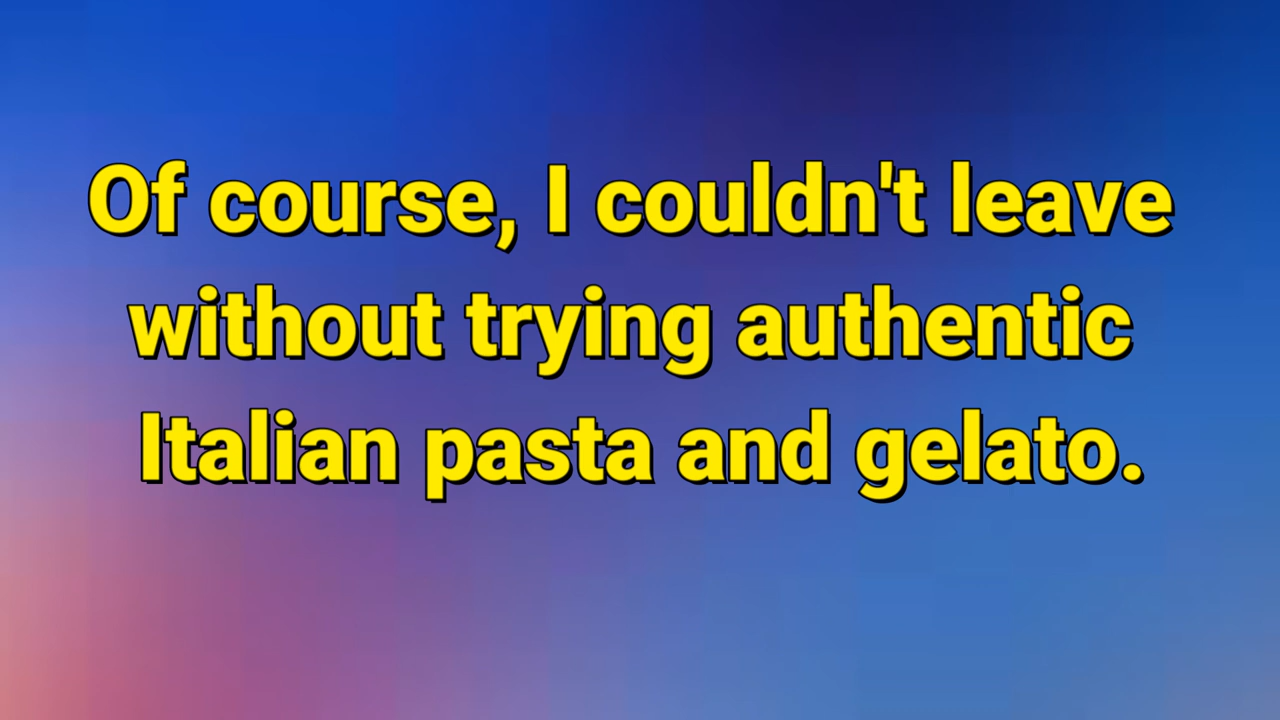 Of course, I couldn't leave
without trying authentic
Italian pasta and gelato.